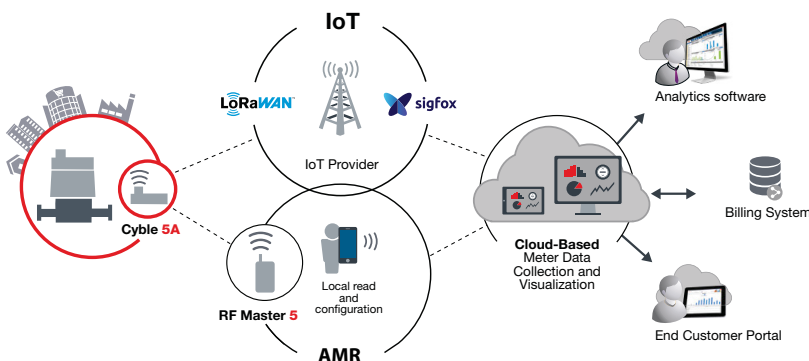 IoT
LoRaWAN™
sigfox
IoT Provider
Cyble 5A
RF Master 5
Local read
and
configuration
AMR
Cloud-Based
Meter Data
Collection and
Visualization
Analytics software
Billing System
End Customer Portal